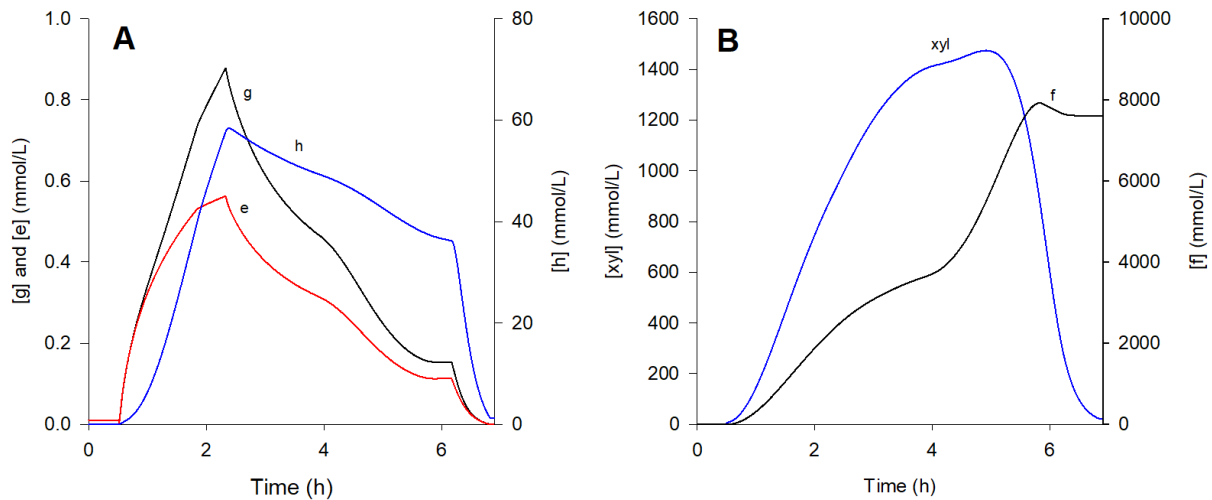 A
1.0
0.8
0.6
0.4
0.2
0.0
[g] and [e] (mmol/L)
g
h
e
80
60
40
20
0
[h] (mmol/L)
0 2 4 6
Time (h)
B
1600
1400
1200
1000
800
600
400
200
0
[xyl] (mmol/L)
xyl
f
10000
8000
6000
4000
2000
0
[f] (mmol/L)
0 2 4 6
Time (h)